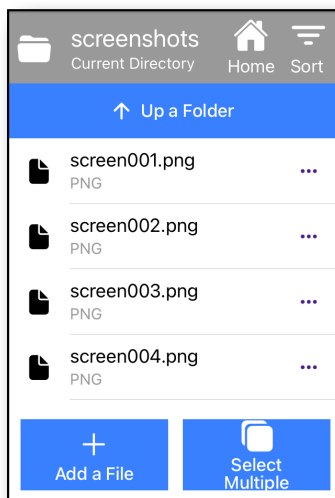 screenshots
Current Directory
Home
Sort
Up a Folder
screen001.png
PNG
screen002.png
PNG
screen003.png
PNG
screen004.png
PNG
Add a File
Select
Multiple